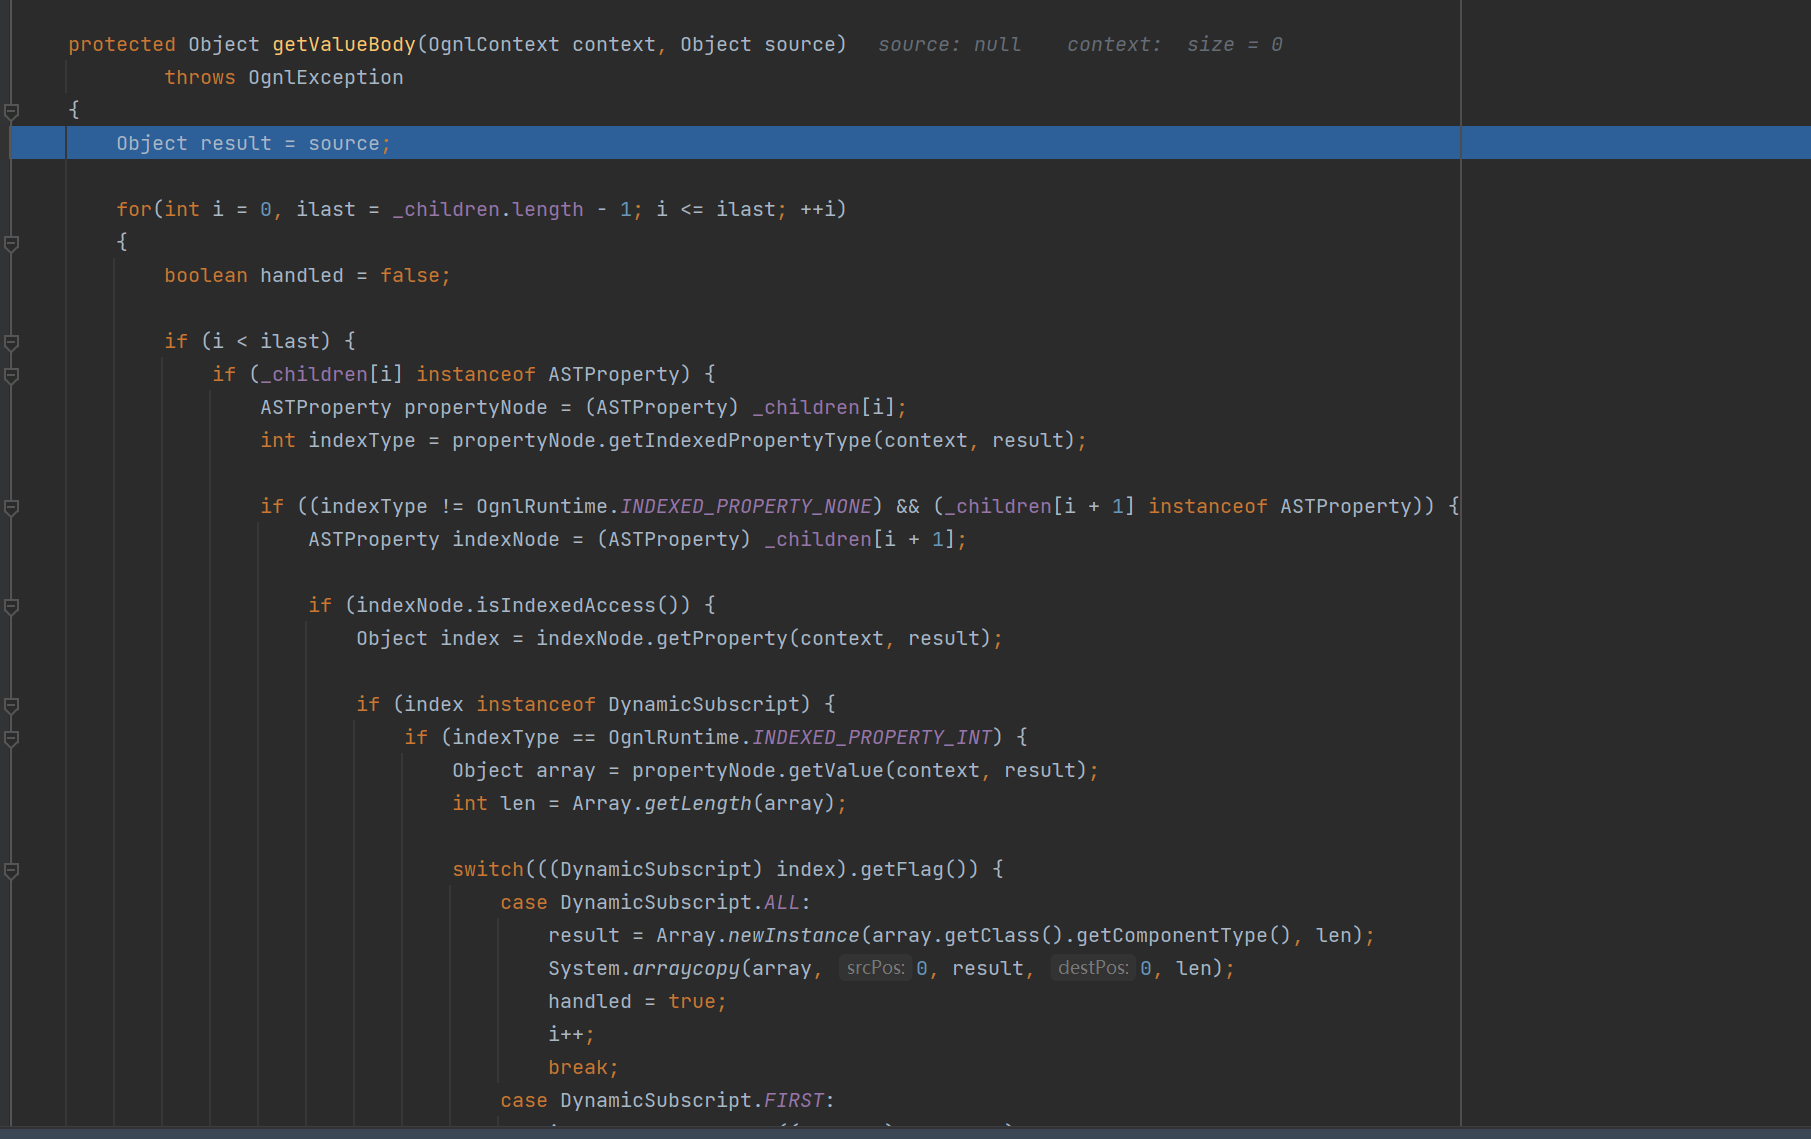 protected Object getValueBody(OgnlContext context, Object source)   source: null    context:  size = 0
        throws OgnlException
{
    Object result = source;

    for(int i = 0, ilast = _children.length - 1; i <= ilast; ++i)
    {
        boolean handled = false;

        if (i < ilast) {
            if (_children[i] instanceof ASTProperty) {
                ASTProperty propertyNode = (ASTProperty) _children[i];
                int indexType = propertyNode.getIndexedPropertyType(context, result);

                if ((indexType != OgnlRuntime.INDEXED_PROPERTY_NONE) && (_children[i + 1] instanceof ASTProperty)) {
                    ASTProperty indexNode = (ASTProperty) _children[i + 1];

                    if (indexNode.isIndexedAccess()) {
                        Object index = indexNode.getProperty(context, result);

                        if (index instanceof DynamicSubscript) {
                            if (indexType == OgnlRuntime.INDEXED_PROPERTY_INT) {
                                Object array = propertyNode.getValue(context, result);
                                int len = Array.getLength(array);

                                switch(((DynamicSubscript) index).getFlag()) {
                                    case DynamicSubscript.ALL:
                                        result = Array.newInstance(array.getClass().getComponentType(), len);
                                        System.arraycopy(array, srcPos: 0, result, destPos: 0, len);
                                        handled = true;
                                        i++;
                                        break;
                                    case DynamicSubscript.FIRST: